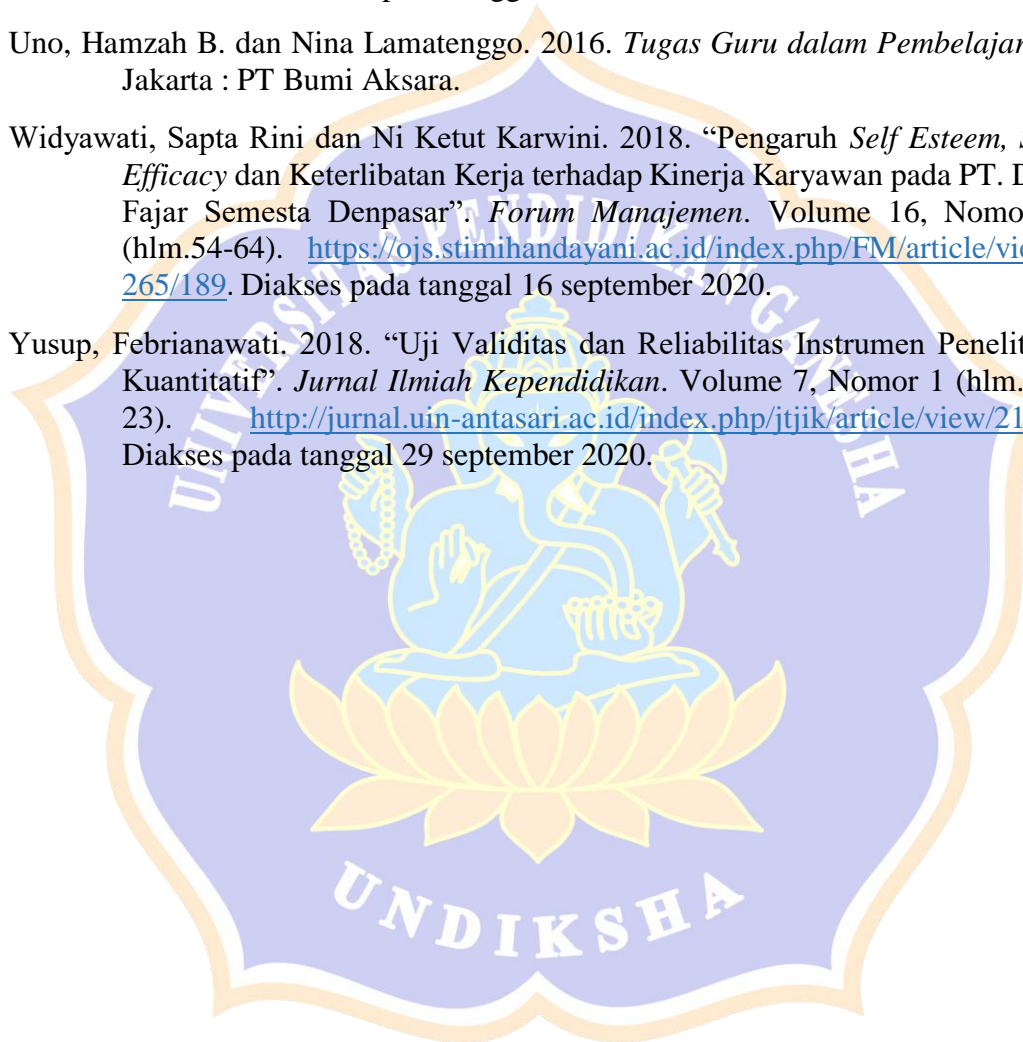 Uno, Hamzah B. dan Nina Lamatenggo. 2016. Tugas Guru dalam
Jakarta : PT Bumi Aksara.
Widyawati, Sapta Rini dan Ni Ketut Karwini. 2018. “Pengaruh Self Esteem,
Efficacy dan Keterlibatan Kerja terhadap Kinerja Karyawan pada PT.
Fajar Semesta Denpasar”. Forum Manajemen. Volume 16,
(hlm.54-64). https://ojs.stimihandayani.ac.id/index.php/FM/article/
265/189. Diakses pada tanggal 16 september 2020.
Yusup, Febrianawati. 2018. “Uji Validitas dan Reliabilitas Instrumen
Kuantitatif”. Jurnal Ilmiah Kependidikan. Volume 7, Nomor 1 (hlm.
23). http://jurnal.uin-antasari.ac.id/index.php/jtjik/article/view/21
Diakses pada tanggal 29 september 2020.
UNIVERSITAS PENDIDIKAN GANESHA
UNDIKSHA